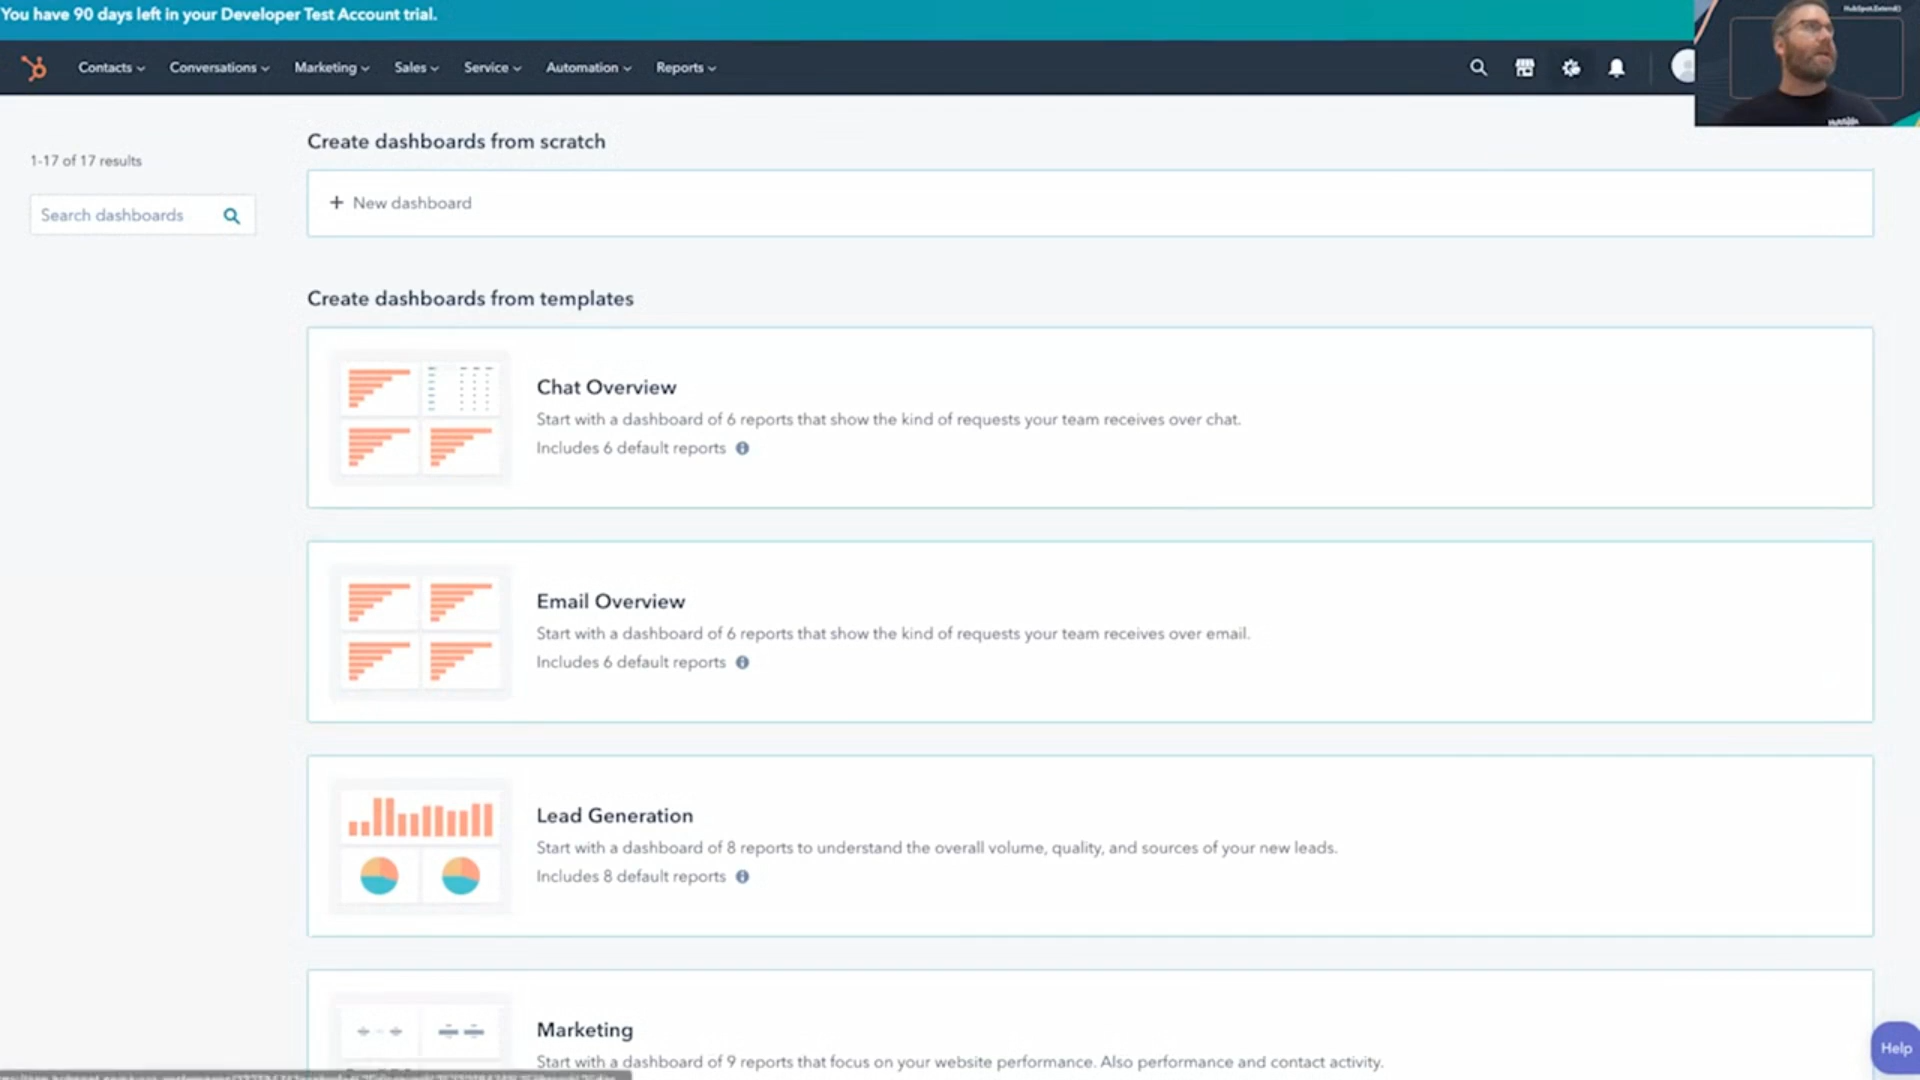 You have 90 days left in your Developer Test Account trial.
HubSpot.Extend()
Contacts
Conversations
Marketing
Sales
Service
Automation
Reports
1-17 of 17 results
Search dashboards
Create dashboards from scratch
+ New dashboard
Create dashboards from templates
Chat Overview
Start with a dashboard of 6 reports that show the kind of requests your team receives over chat.
Includes 6 default reports
Email Overview
Start with a dashboard of 6 reports that show the kind of requests your team receives over email.
Includes 6 default reports
Lead Generation
Start with a dashboard of 8 reports to understand the overall volume, quality, and sources of your new leads.
Includes 8 default reports
Marketing
Start with a dashboard of 9 reports that focus on your website performance. Also performance and contact activity.
Help